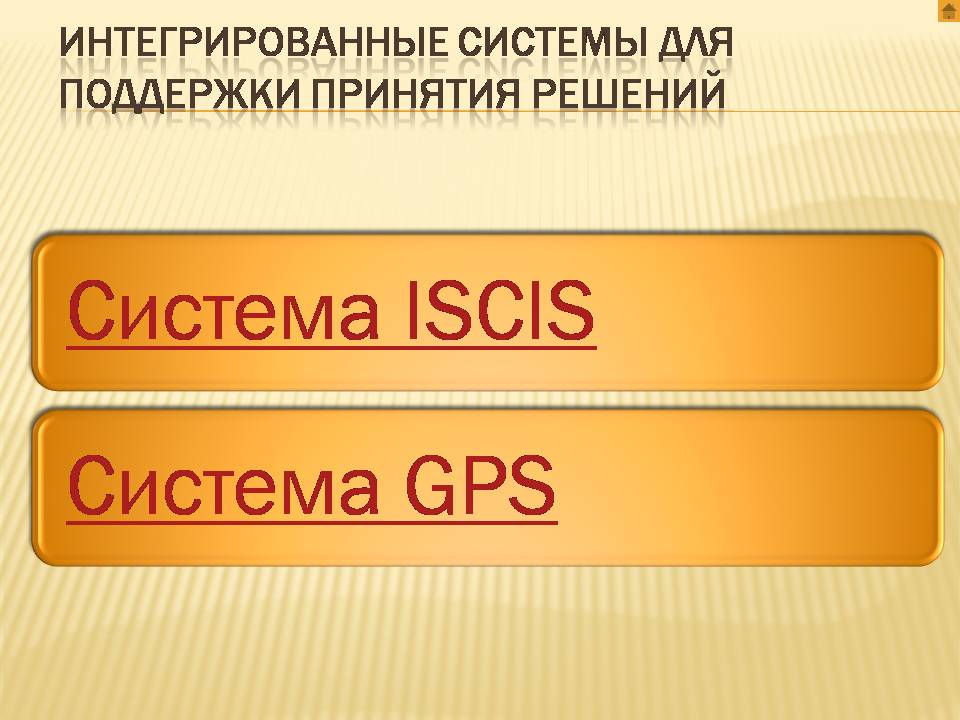 ИНТЕГРИРОВАННЫЕ СИСТЕМЫ ДЛЯ
ПОДДЕРЖКИ ПРИНЯТИЯ РЕШЕНИЙ
Система ISCIS
Система GPS